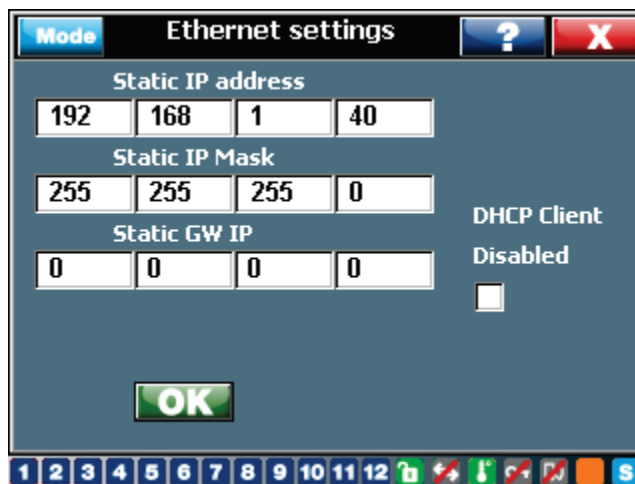 Mode Ethernet settings ? X
Static IP address
192 168 1 40
Static IP Mask
255 255 255 0
DHCP Client
Static GW IP
Disabled
0 0 0 0
OK
1 2 3 4 5 6 7 8 9 10 11 12 S